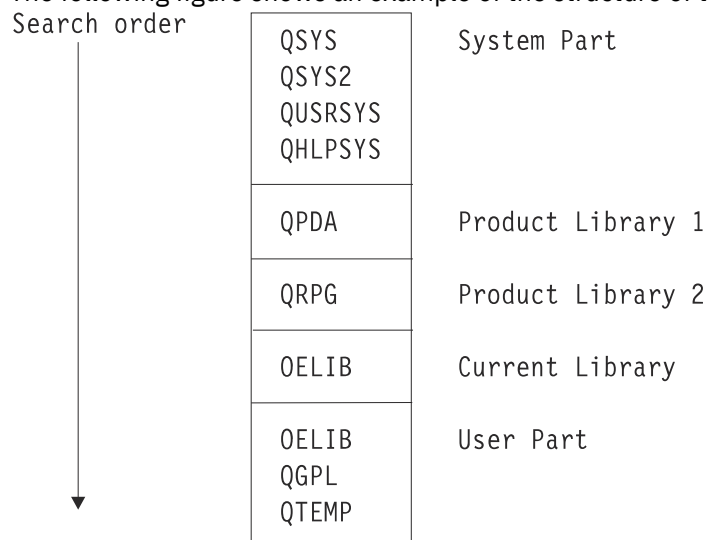 Search order
QSYS System Part
QSYS2
QUSRSYS
QHLPSYS
QPDA Product Library 1
QRPG Product Library 2
OELIB Current Library
OELIB User Part
QGPL
QTEMP